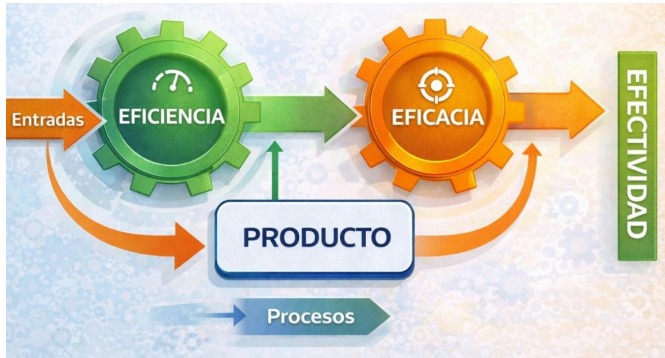 Entradas
EFICIENCIA
EFICACIA
EFECTIVIDAD
PRODUCTO
Procesos